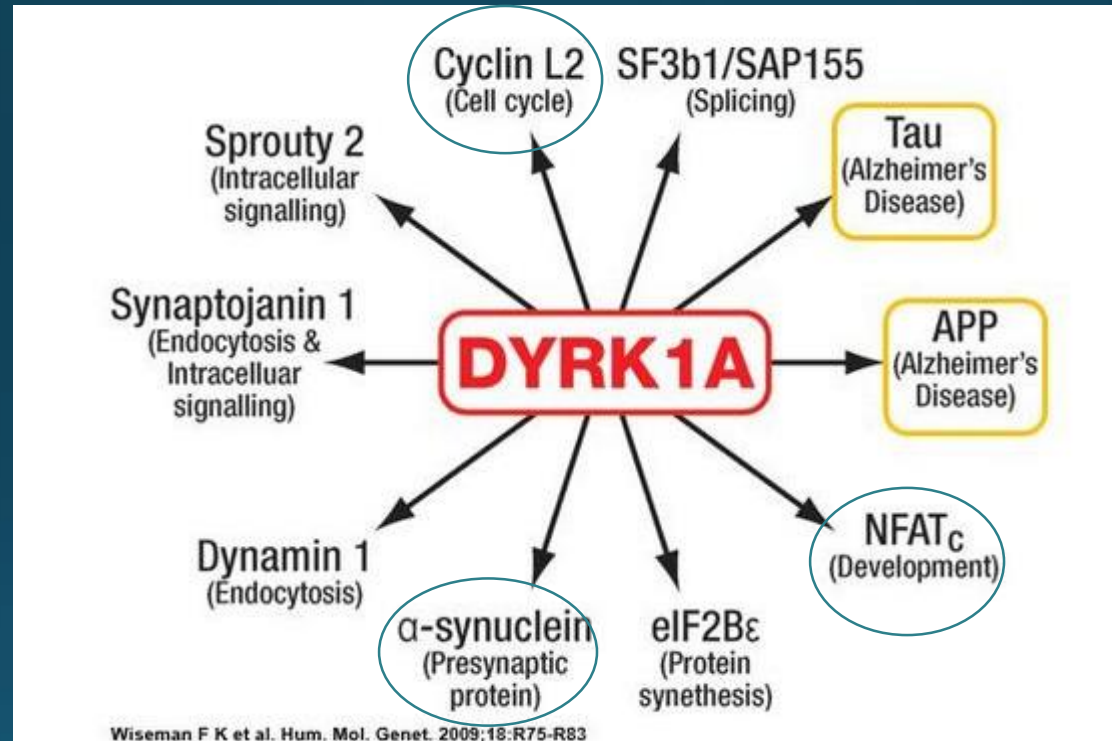 Cyclin L2
(Cell cycle)
SF3b1/SAP155
(Splicing)
Tau
(Alzheimer's
Disease)
Sprouty 2
(Intracellular
signalling)
Synaptojanin 1
(Endocytosis &
Intracelluar
signalling)
DYRK1A
APP
(Alzheimer's
Disease)
Dynamin 1
(Endocytosis)
α-synuclein
(Presynaptic
protein)
eIF2Bε
(Protein
synethesis)
NFATc
(Development)
Wiseman F K et al. Hum. Mol. Genet. 2009;18:R75-R83